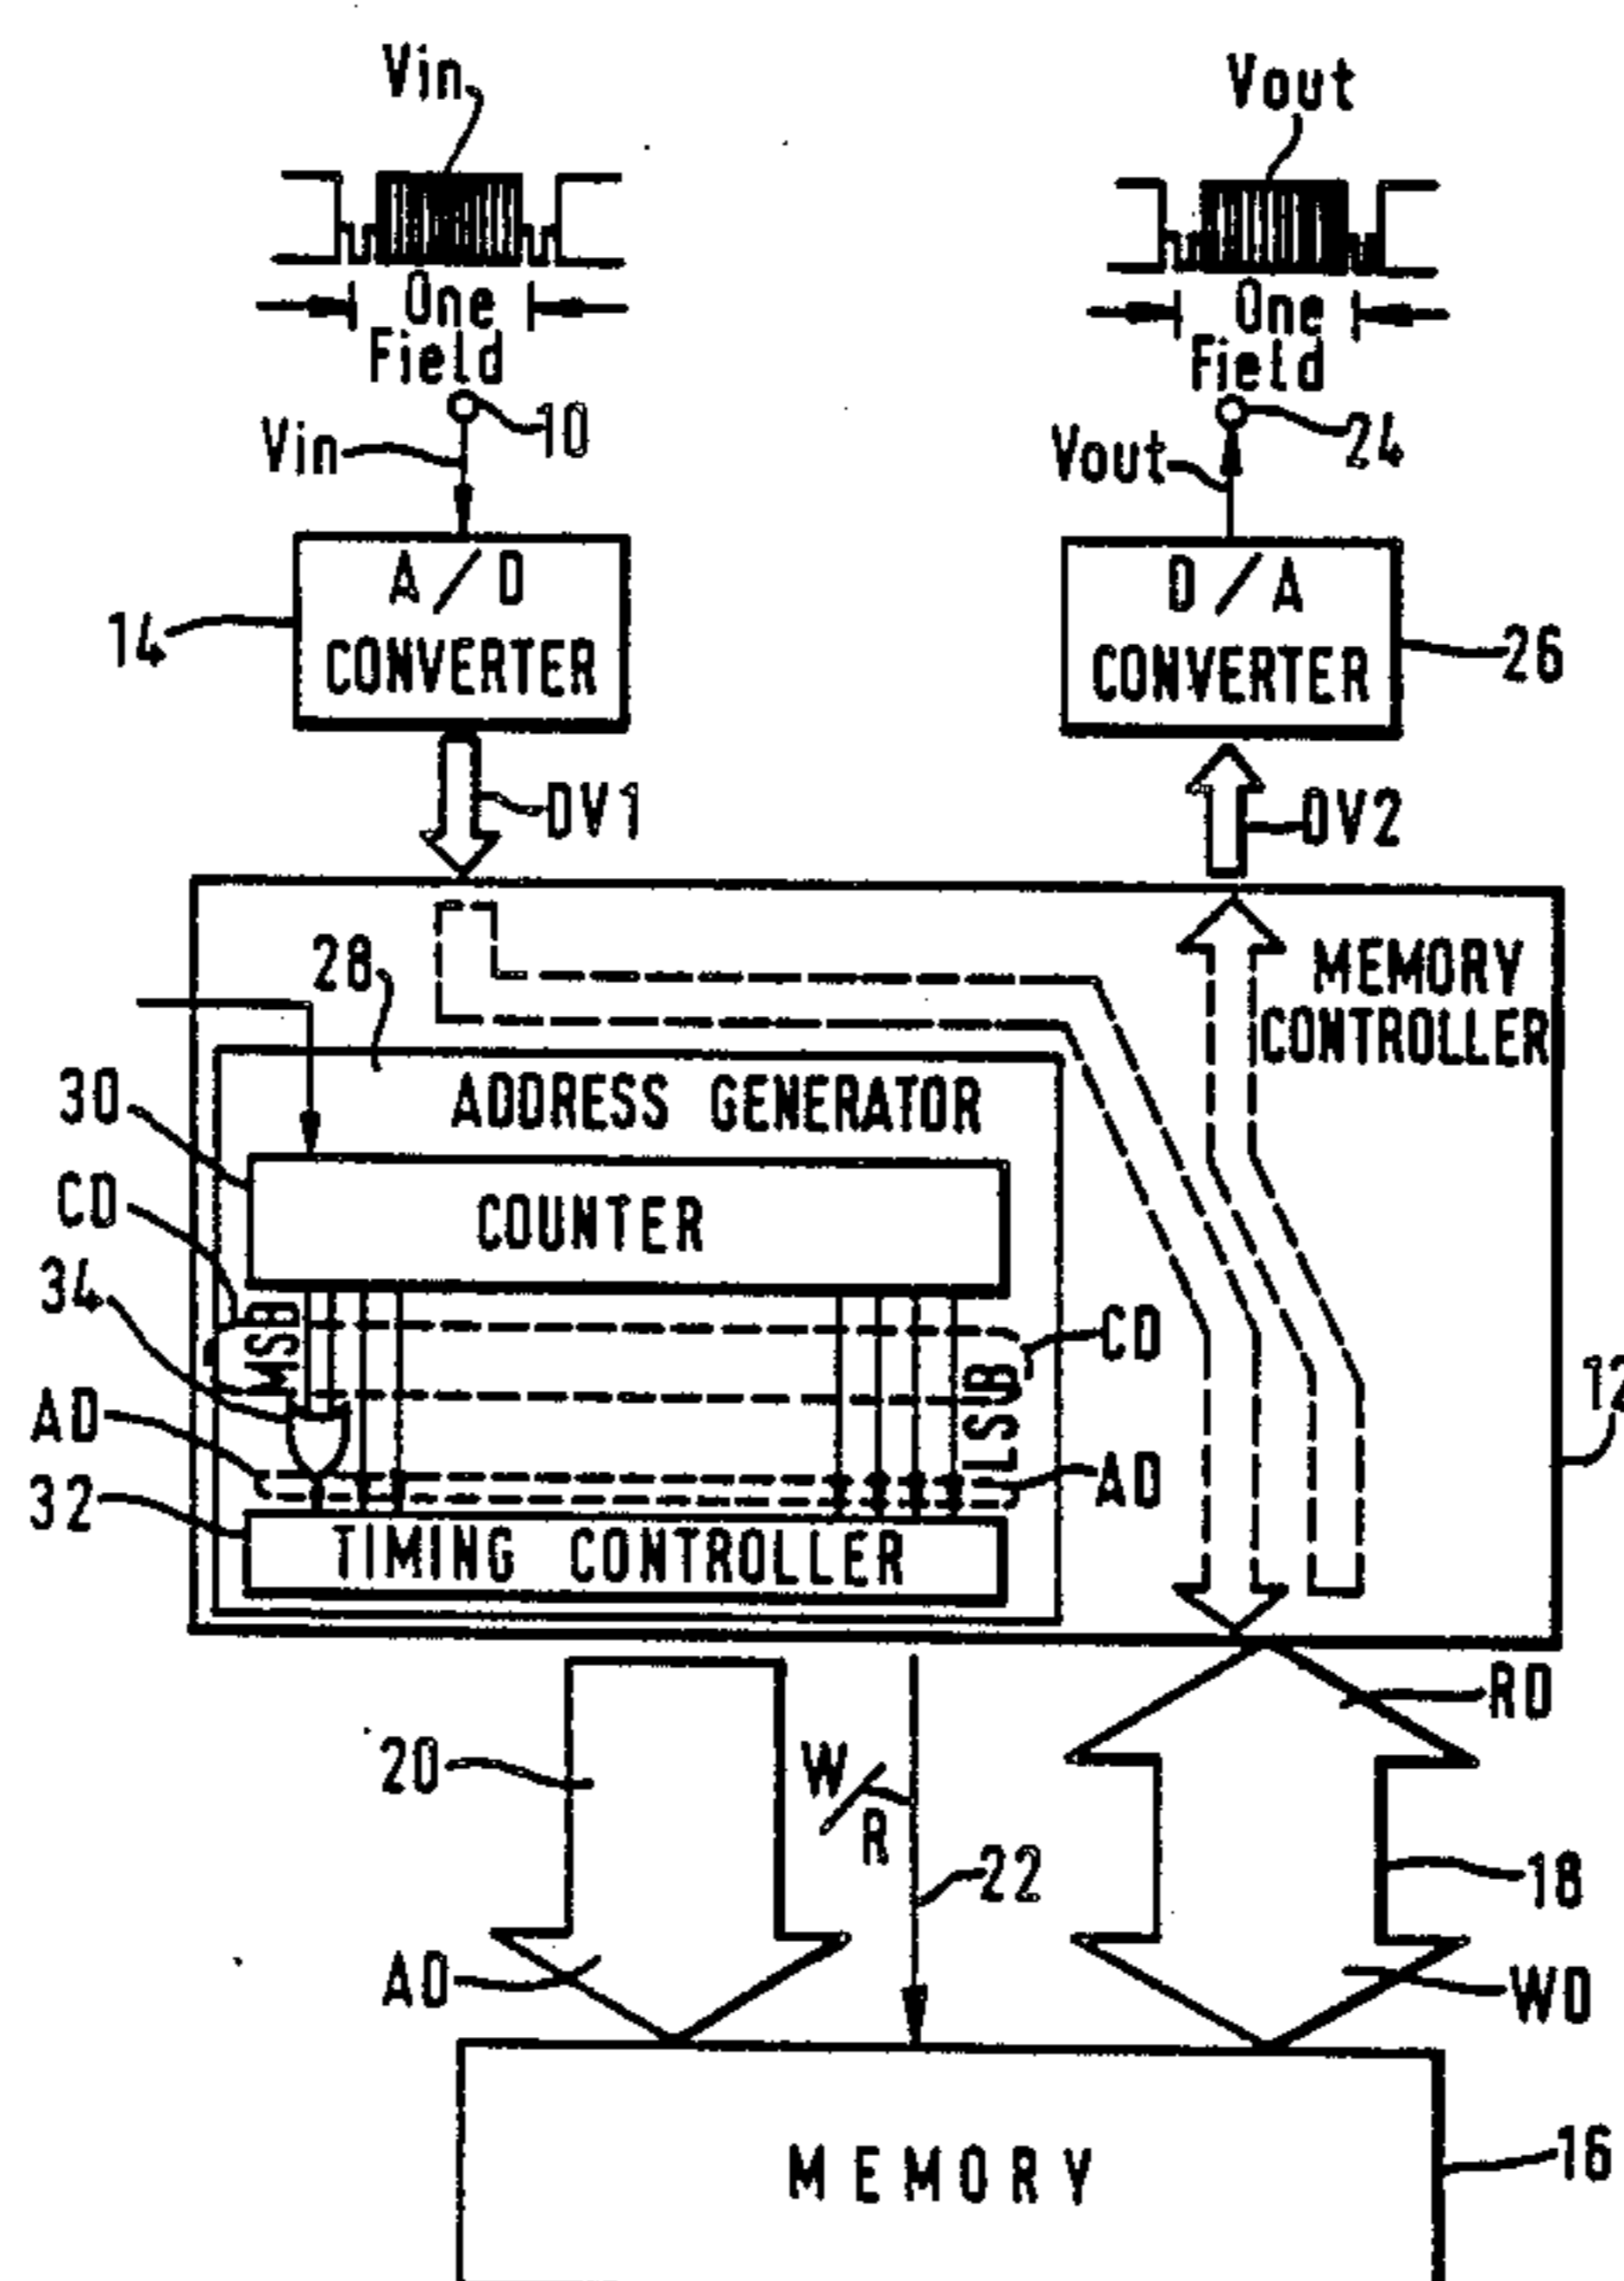 Vin
Vout
One
Field
One
Field
10
24
Vin
Vout
A/D
CONVERTER
D/A
CONVERTER
14
26
DV1
DV2
28
MEMORY
CONTROLLER
ADDRESS GENERATOR
30
COUNTER
CD
34
MSB
CD
LSB
12
AD
AD
32
TIMING CONTROLLER
RD
20
W/R
22
18
AD
WD
MEMORY
16